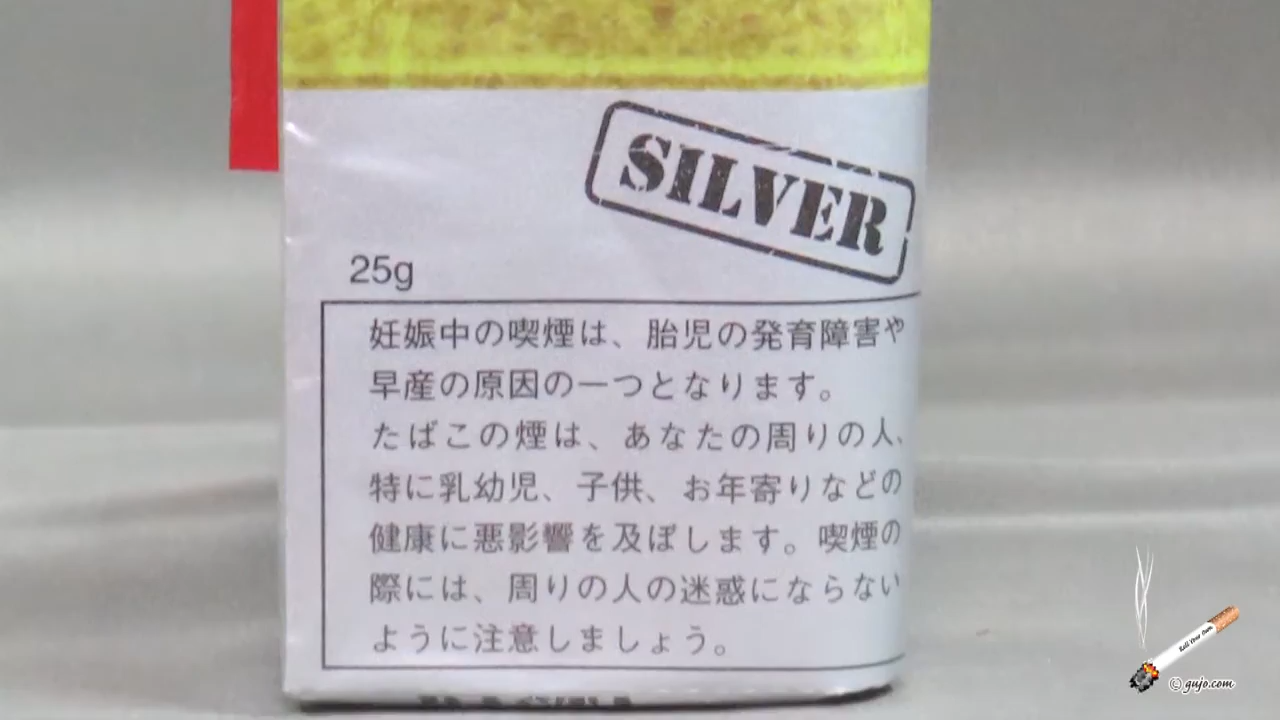 SILVER
25g
妊娠中の喫煙は、胎児の発育障害や
早産の原因の一つとなります。
たばこの煙は、あなたの周りの人、
特に乳幼児、子供、お年寄りなどの
健康に悪影響を及ぼします。喫煙の
際には、周りの人の迷惑にならない
ように注意しましょう。
Roll Your Own
© gujo.com